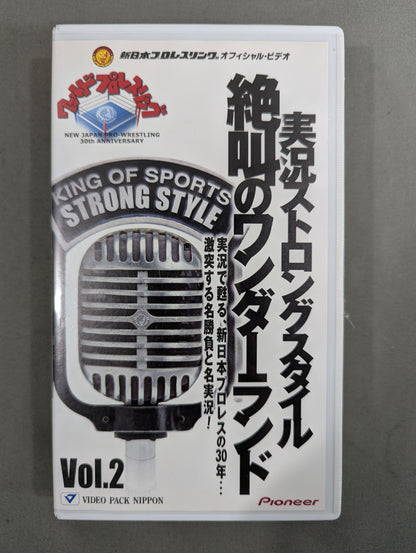 新日本プロレスリング®オフィシャル・ビデオ
ワールドプロレスリング
NEW JAPAN PRO-WRESTLING
30th ANNIVERSARY
KING OF SPORTS
STRONG STYLE
実況ストロングスタイル
絶叫のワンダーランド
実況で甦る、新日本プロレスの30年…
激突する名勝負と名実況!
Vol.2
VIDEO PACK NIPPON
Pioneer